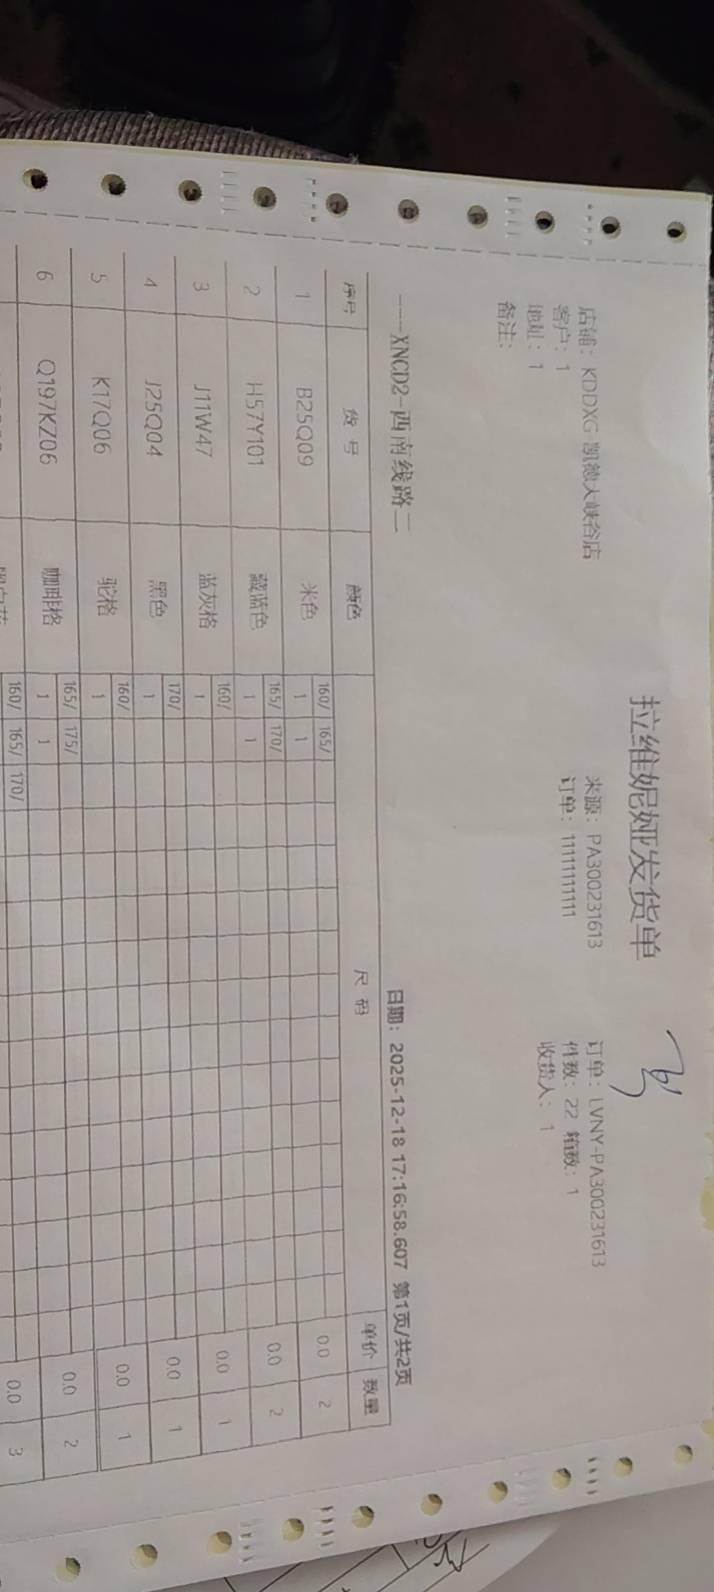 拉维妮娅发货单
店铺：KDDXG-凯德大峡谷店 来源：PA300231613 订单：LVNY-PA300231613
客户：1 订单：11111111111 件数：22 箱数：1
地址：1 收货人：1
备注：
----XNCD2-西南线路二 日期：2025-12-18 17:16:58.607 第1页/共2页
序号 货号 颜色 尺码 单价 数量
160/ 165/
1 B25Q09 米色 1 1 0.0 2
165/ 170/
2 H57Y101 藏蓝色 1 1 0.0 2
160/
3 J11W47 蓝灰格 1 0.0 1
170/
4 J25Q04 黑色 1 0.0 1
160/
5 K17Q06 驼格 1 0.0 1
165/ 175/
6 Q197KZ06 咖啡格 1 1 0.0 2
160/ 165/ 170/
0.0 3